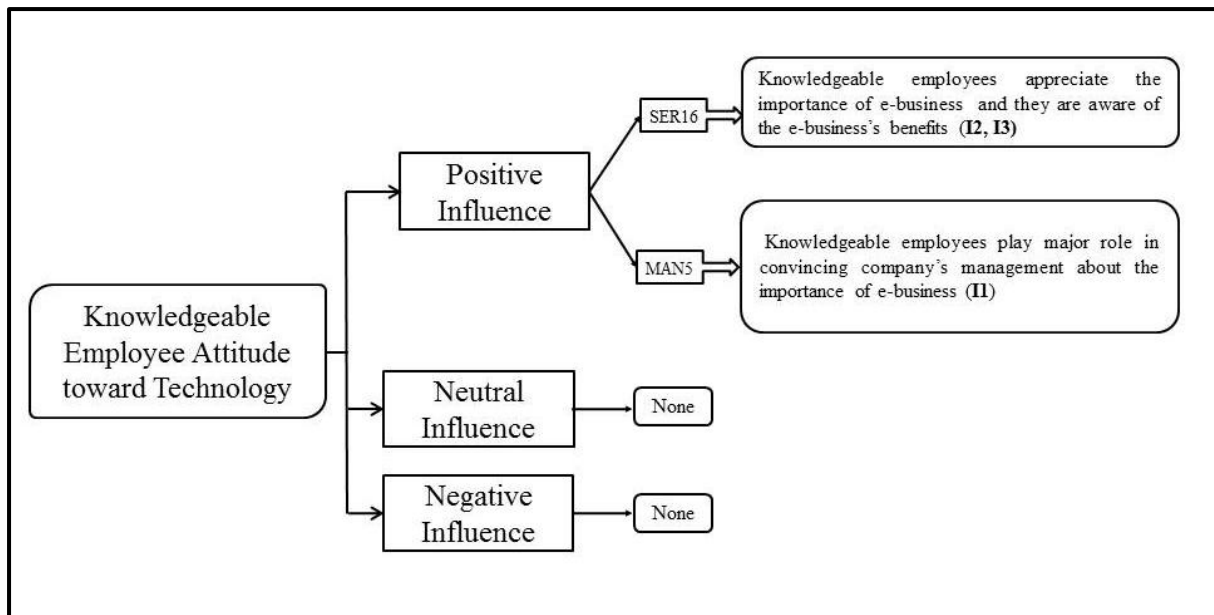 Knowledgeable
Employee Attitude
toward Technology
Positive
Influence
SER16
Knowledgeable employees appreciate the
importance of e-business and they are aware of
the e-business’s benefits (I2, I3)
MAN5
Knowledgeable employees play major role in
convincing company’s management about the
importance of e-business (I1)
Neutral
Influence
None
Negative
Influence
None